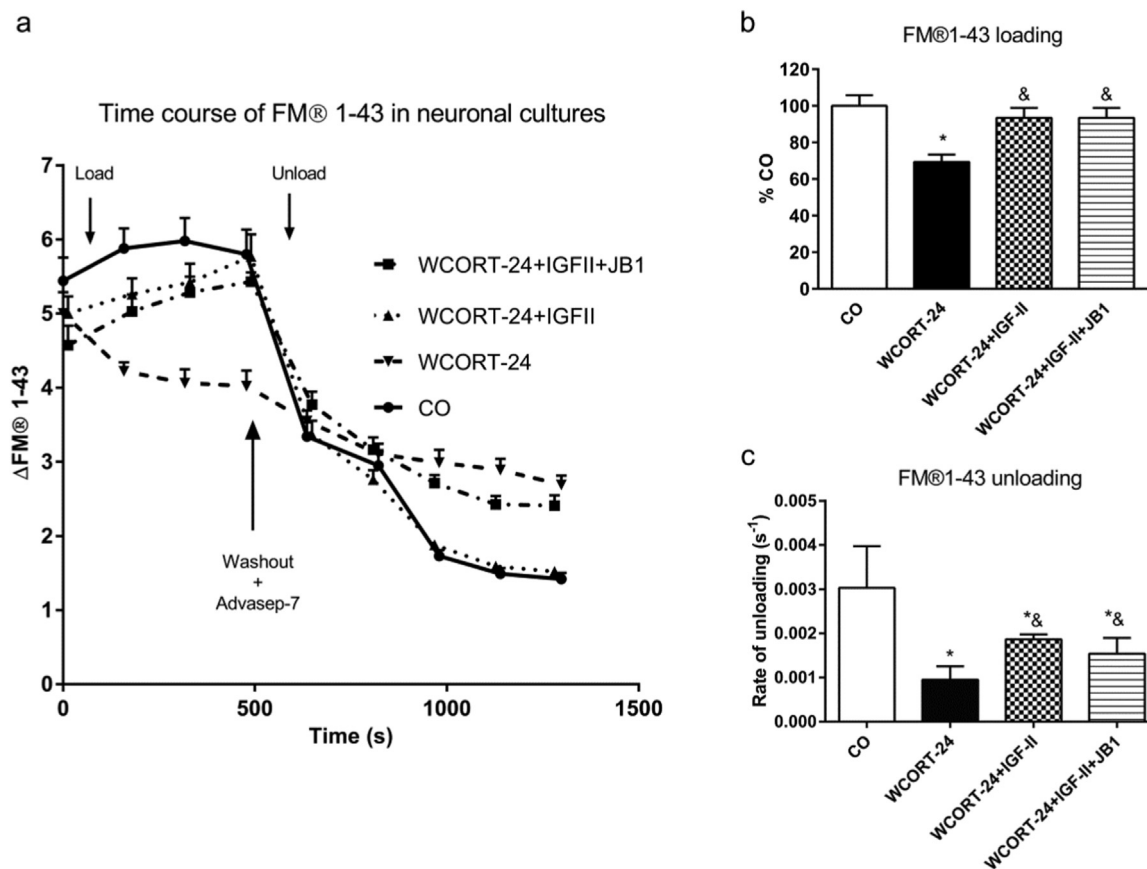 a
Time course of FM® 1-43 in neuronal cultures
7
6
5
4
3
2
1
0
ΔFM® 1-43
Load
Unload
WCORT-24+IGFII+JB1
WCORT-24+IGFII
WCORT-24
CO
Washout
+
Advasep-7
0
500
1000
1500
Time (s)
b
FM®1-43 loading
120
100
80
60
40
20
0
% CO
*
&
&
CO
WCORT-24
WCORT-24+IGF-II
WCORT-24+IGF-II+JB1
c
FM®1-43 unloading
0.005
0.004
0.003
0.002
0.001
0.000
Rate of unloading (s⁻¹)
*
*&
*&
CO
WCORT-24
WCORT-24+IGF-II
WCORT-24+IGF-II+JB1